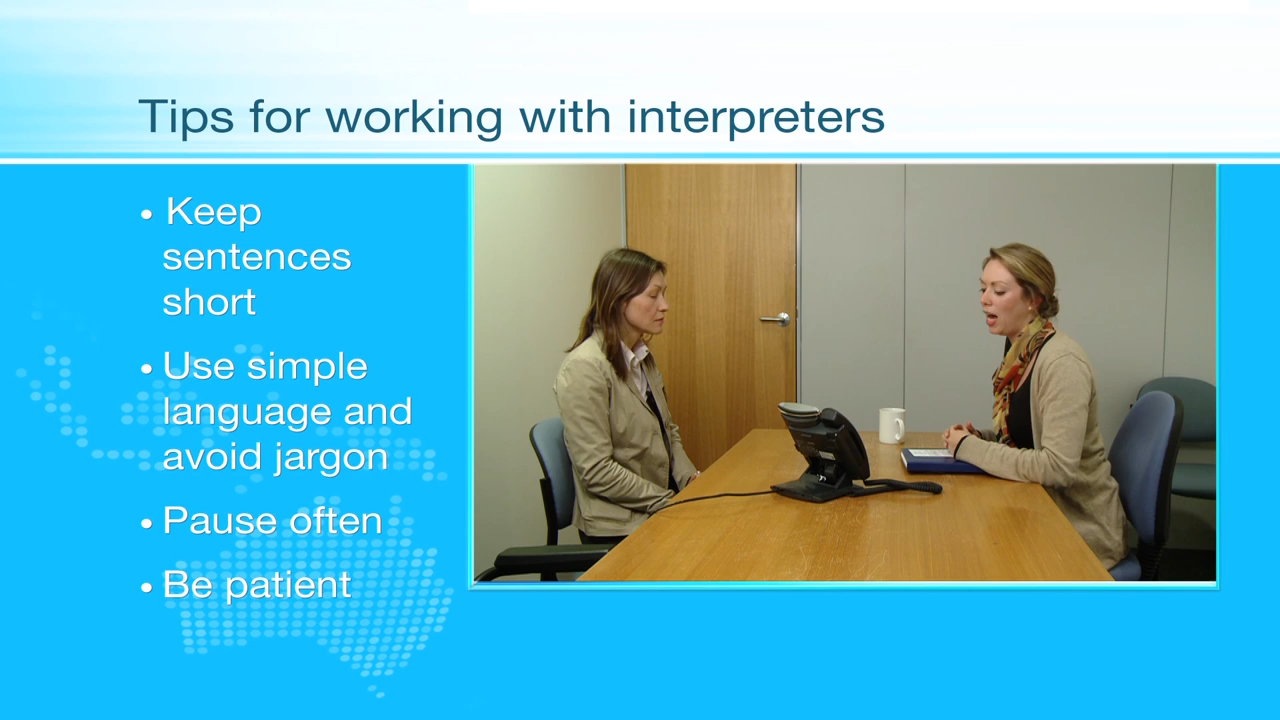 Tips for working with interpreters
• Keep
sentences
short
• Use simple
language and
avoid jargon
• Pause often
• Be patient